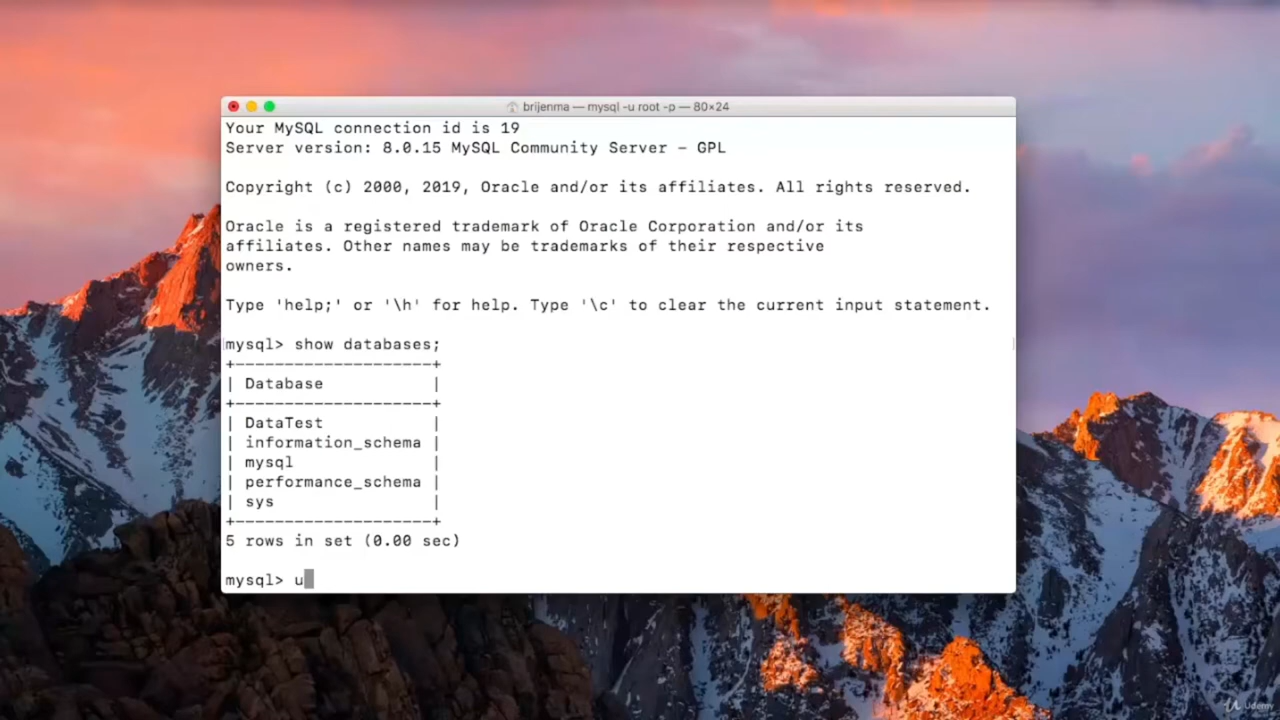 brijenma — mysql -u root -p — 80×24
Your MySQL connection id is 19
Server version: 8.0.15 MySQL Community Server - GPL
Copyright (c) 2000, 2019, Oracle and/or its affiliates. All rights reserved.
Oracle is a registered trademark of Oracle Corporation and/or its
affiliates. Other names may be trademarks of their respective
owners.
Type 'help;' or '\h' for help. Type '\c' to clear the current input statement.
mysql> show databases;
+--------------------+
| Database           |
+--------------------+
| DataTest           |
| information_schema |
| mysql              |
| performance_schema |
| sys                |
+--------------------+
5 rows in set (0.00 sec)
mysql> u
Udemy